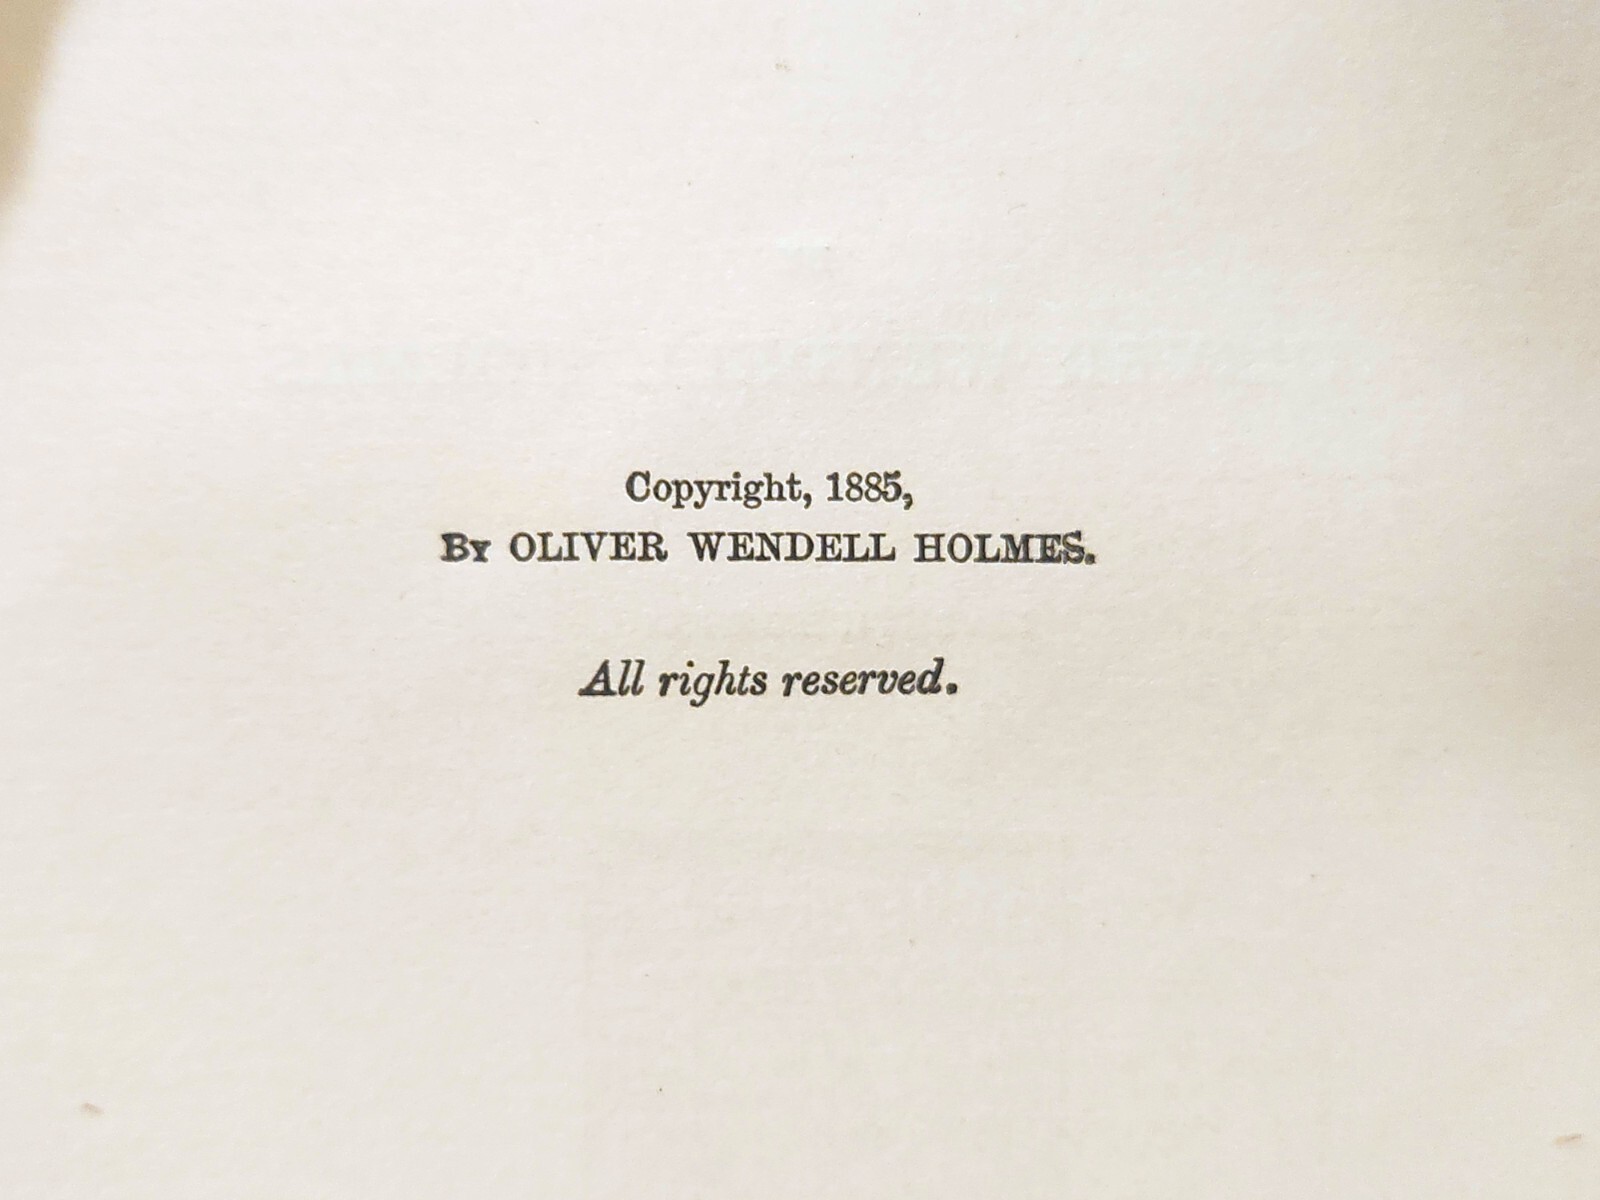 Copyright, 1885,
By OLIVER WENDELL HOLMES.
All rights reserved.